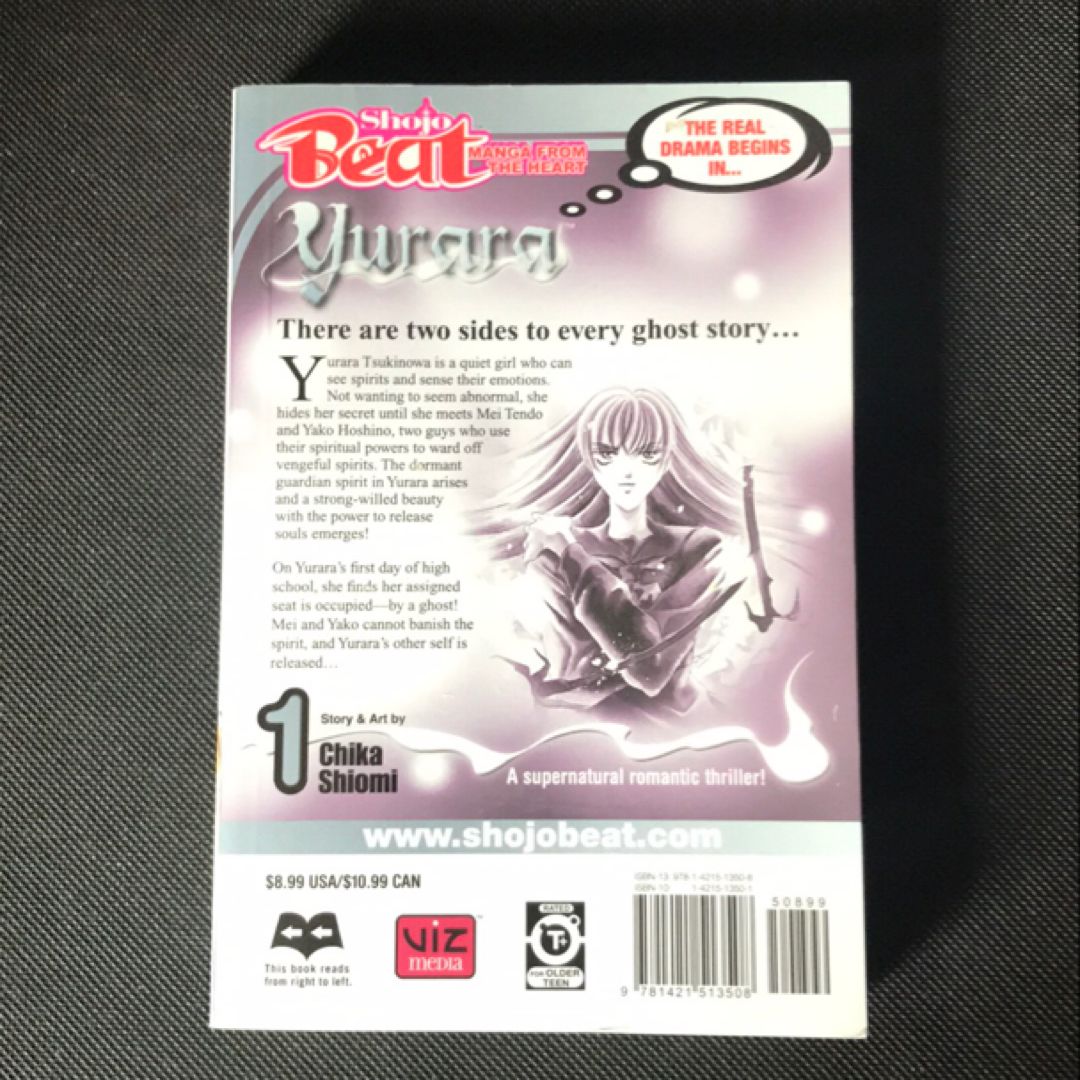 Shojo
Beat
MANGA FROM
THE HEART
THE REAL
DRAMA BEGINS
IN...
Yurara
There are two sides to every ghost story...
Yurara Tsukinowa is a quiet girl who can
see spirits and sense their emotions.
Not wanting to seem abnormal, she
hides her secret until she meets Mei Tendo
and Yako Hoshino, two guys who use
their spiritual powers to ward off
vengeful spirits. The dormant
guardian spirit in Yurara arises
and a strong-willed beauty
with the power to release
souls emerges!
On Yurara's first day of high
school, she finds her assigned
seat is occupied—by a ghost!
Mei and Yako cannot banish the
spirit, and Yurara's other self is
released...
1
Story & Art by
Chika
Shiomi
A supernatural romantic thriller!
www.shojobeat.com
$8.99 USA/$10.99 CAN
This book reads
from right to left.
VIZ
MEDIA
™
RATED
T+
FOR OLDER
TEEN
ISBN-13: 978-1-4215-1350-8
ISBN-10: 1-4215-1350-1
50899
9 781421 513508